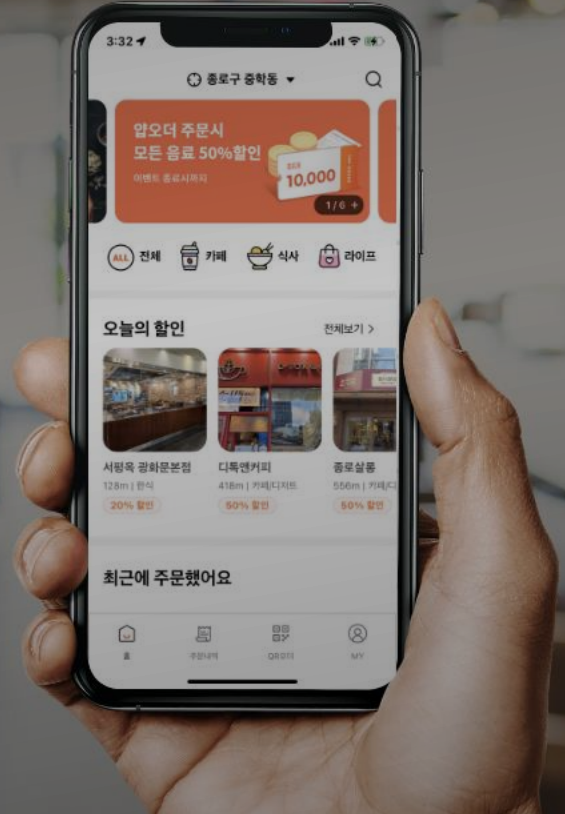 3:32
종로구 중학동
얍오더 주문시
모든 음료 50%할인
이벤트 종료시까지
10,000
1/6 +
ALL 전체 카페 식사 라이프
오늘의 할인
전체보기 >
서평옥 광화문본점
128m | 한식
20% 할인
디톡앤커피
418m | 카페/디저트
50% 할인
종로살롱
556m | 카페/디
50% 할인
최근에 주문했어요
홈 주문내역 QR오더 MY